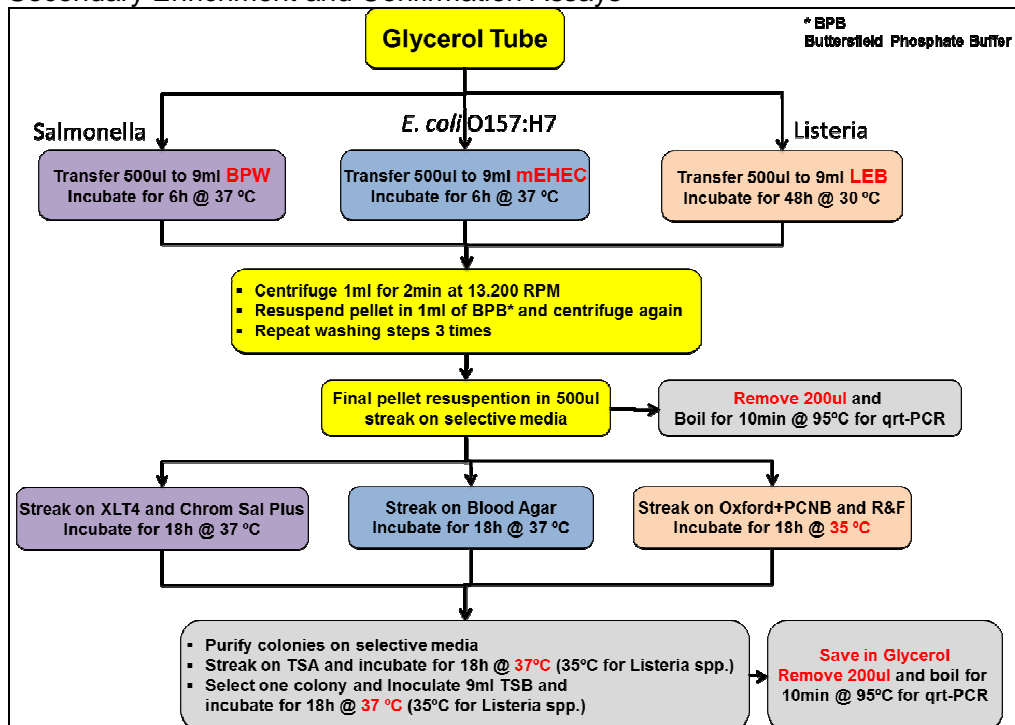 Secondary Enrichment and Confirmation Assays
Glycerol Tube
* BPB
Buttersfield Phosphate Buffer
Salmonella
E. coli O157:H7
Listeria
Transfer 500ul to 9ml BPW
Incubate for 6h @ 37 ºC
Transfer 500ul to 9ml mEHEC
Incubate for 6h @ 37 ºC
Transfer 500ul to 9ml LEB
Incubate for 48h @ 30 ºC
▪ Centrifuge 1ml for 2min at 13.200 RPM
▪ Resuspend pellet in 1ml of BPB* and centrifuge again
▪ Repeat washing steps 3 times
Final pellet resuspention in 500ul
streak on selective media
Remove 200ul and
Boil for 10min @ 95ºC for qrt-PCR
Streak on XLT4 and Chrom Sal Plus
Incubate for 18h @ 37 ºC
Streak on Blood Agar
Incubate for 18h @ 37 ºC
Streak on Oxford+PCNB and R&F
Incubate for 18h @ 35 ºC
▪ Purify colonies on selective media
▪ Streak on TSA and incubate for 18h @ 37ºC (35ºC for Listeria spp.)
▪ Select one colony and Inoculate 9ml TSB and
incubate for 18h @ 37 ºC (35ºC for Listeria spp.)
Save in Glycerol
Remove 200ul and boil for
10min @ 95ºC for qrt-PCR